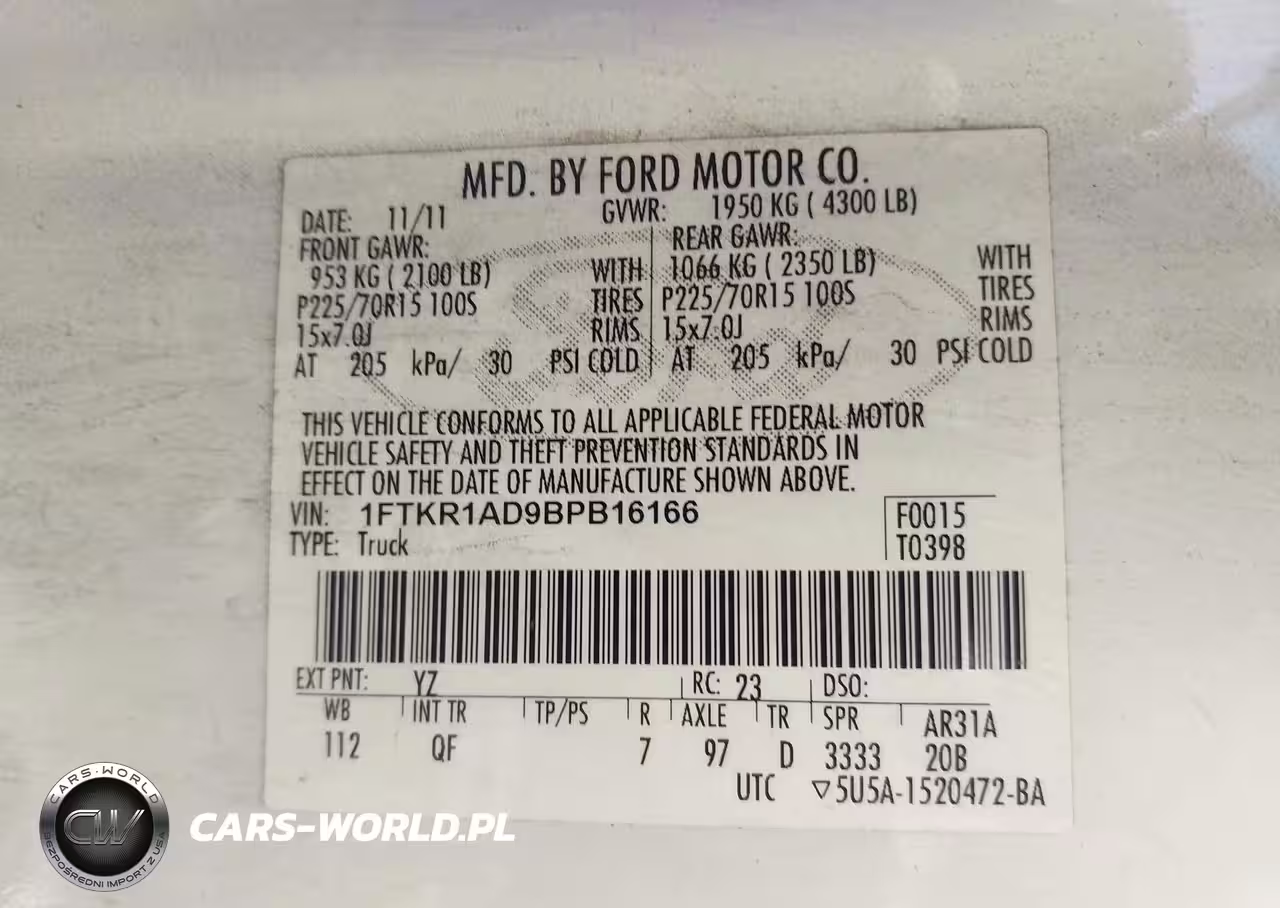 MFD. BY FORD MOTOR CO.
DATE: 11/11 GVWR: 1950 KG ( 4300 LB)
FRONT GAWR: REAR GAWR:
953 KG ( 2100 LB) WITH 1066 KG ( 2350 LB) WITH
P225/70R15 100S TIRES P225/70R15 100S TIRES
15x7.0J RIMS 15x7.0J RIMS
AT 205 kPa/ 30 PSI COLD AT 205 kPa/ 30 PSI COLD
THIS VEHICLE CONFORMS TO ALL APPLICABLE FEDERAL MOTOR
VEHICLE SAFETY AND THEFT PREVENTION STANDARDS IN
EFFECT ON THE DATE OF MANUFACTURE SHOWN ABOVE.
VIN: 1FTKR1AD9BPB16166 F0015
TYPE: Truck T0398
EXT PNT: YZ RC: 23 DSO:
WB INT TR TP/PS R AXLE TR SPR AR31A
112 QF 7 97 D 3333 20B
UTC ▽5U5A-1520472-BA
CARS-WORLD
CW
BEZPOŚREDNI IMPORT Z USA
CARS-WORLD.PL